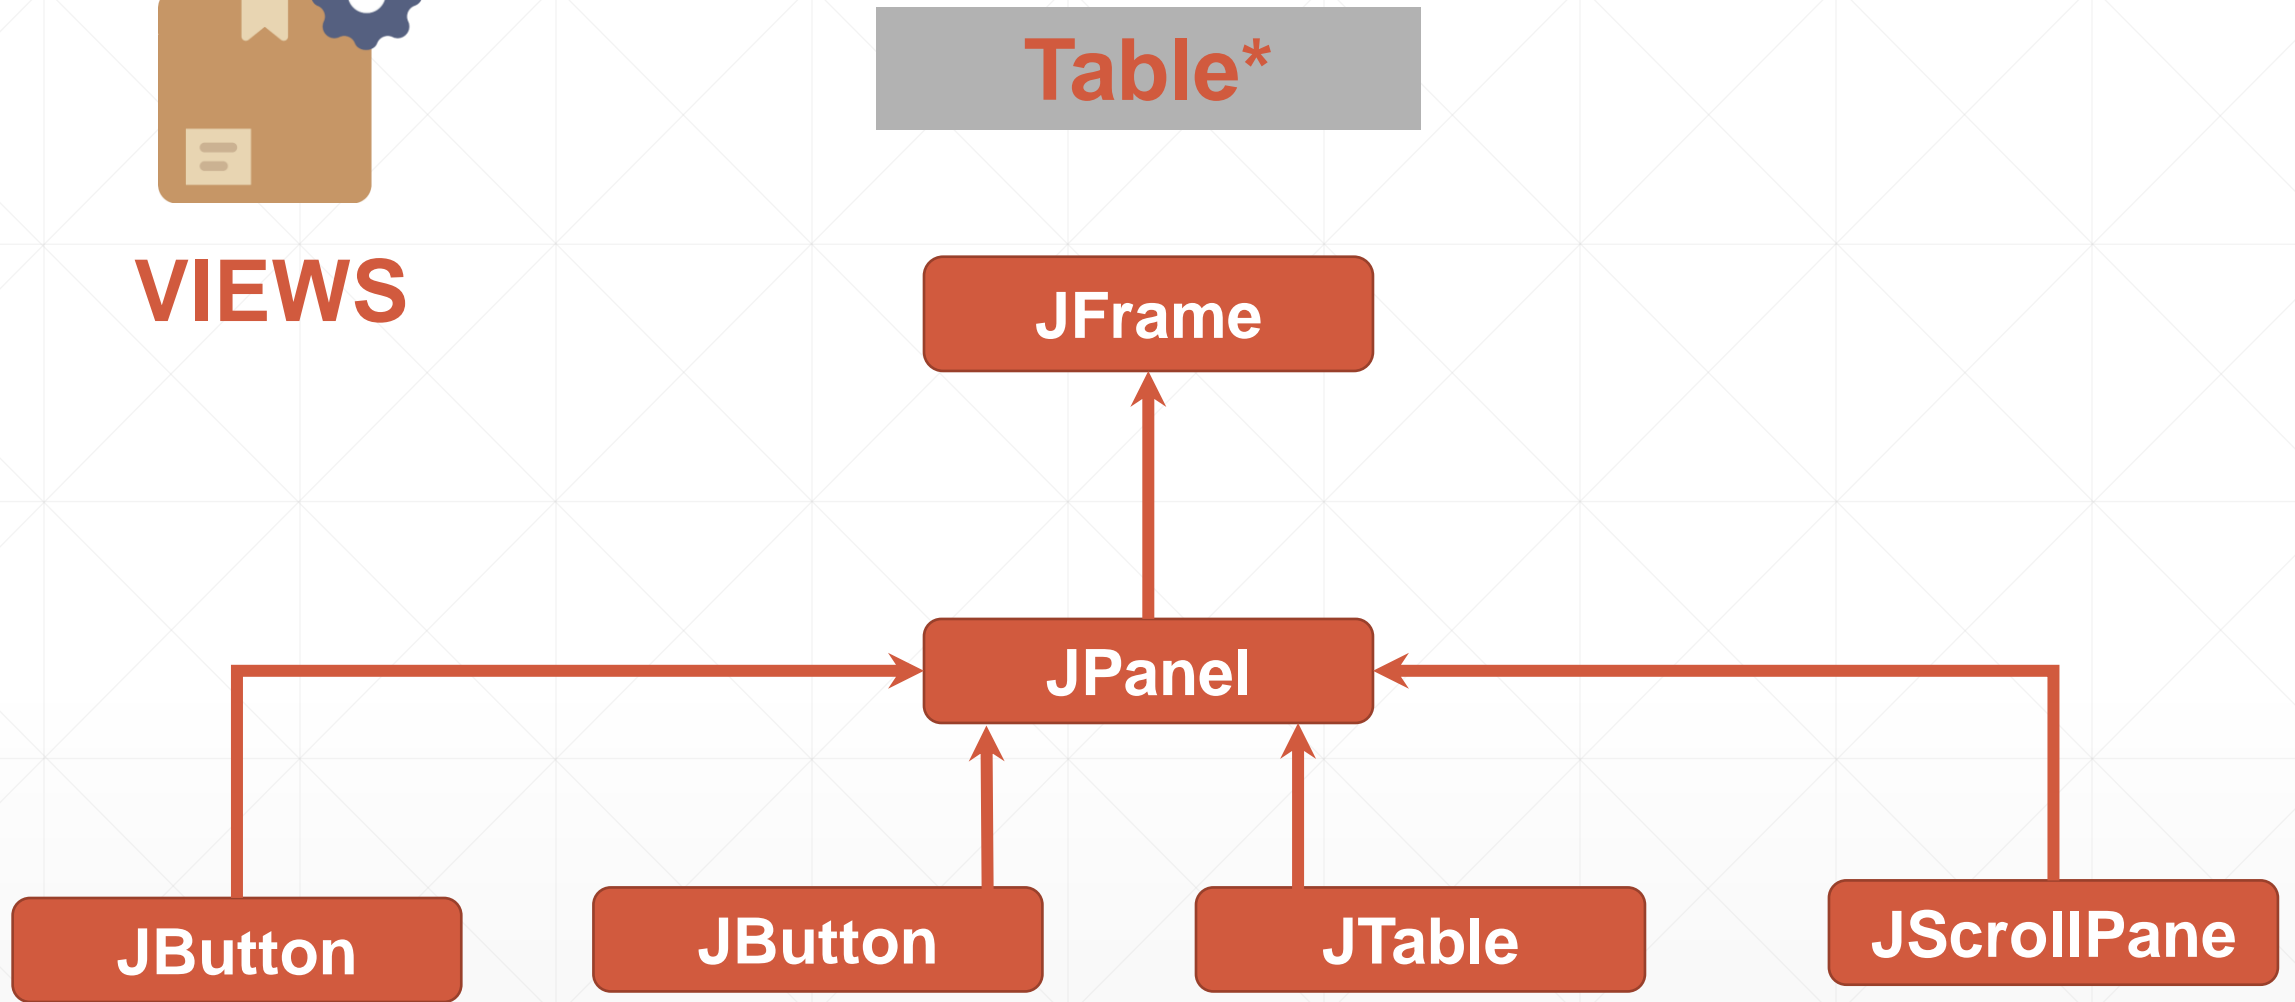 Table*
VIEWS
JFrame
JPanel
JButton
JButton
JTable
JScrollPane